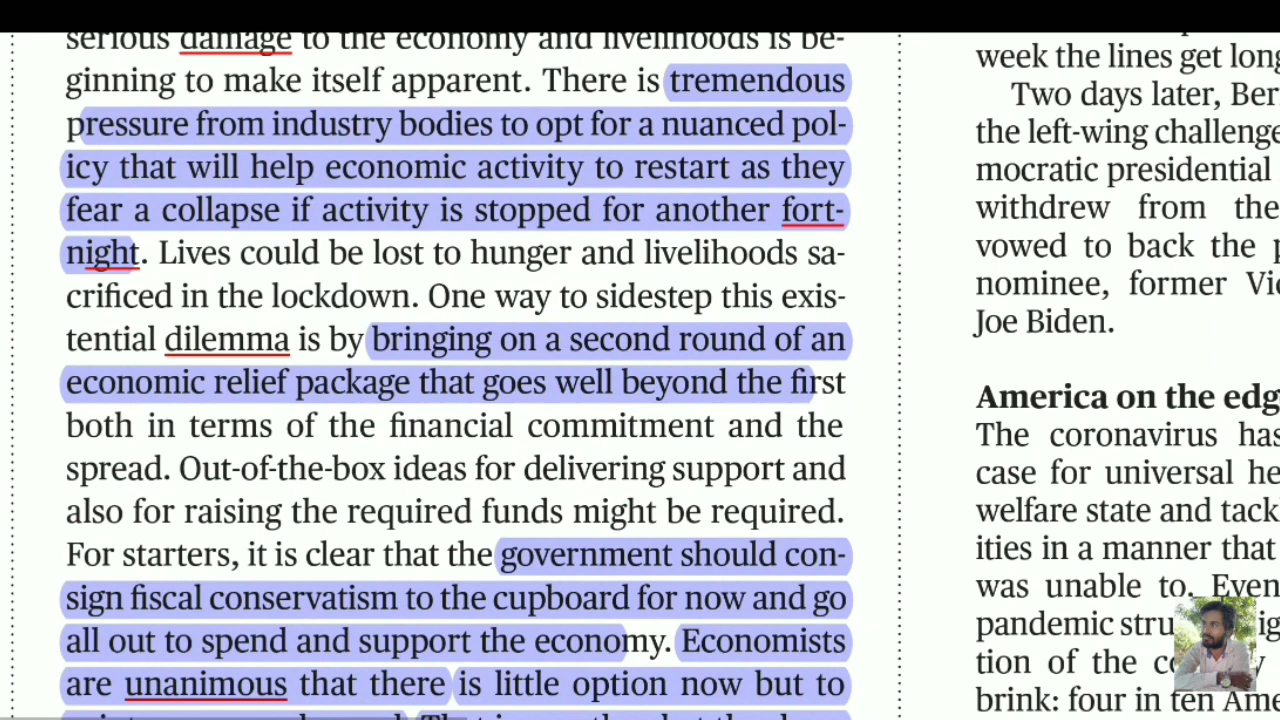 serious damage to the economy and livelihoods is be-
ginning to make itself apparent. There is tremendous
pressure from industry bodies to opt for a nuanced pol-
icy that will help economic activity to restart as they
fear a collapse if activity is stopped for another fort-
night. Lives could be lost to hunger and livelihoods sa-
crificed in the lockdown. One way to sidestep this exis-
tential dilemma is by bringing on a second round of an
economic relief package that goes well beyond the first
both in terms of the financial commitment and the
spread. Out-of-the-box ideas for delivering support and
also for raising the required funds might be required.
For starters, it is clear that the government should con-
sign fiscal conservatism to the cupboard for now and go
all out to spend and support the economy. Economists
are unanimous that there is little option now but to
week the lines get long
Two days later, Ber
the left-wing challenge
mocratic presidential
withdrew from the
vowed to back the
nominee, former Vi
Joe Biden.
America on the edg
The coronavirus has
case for universal he
welfare state and tack
ities in a manner that
was unable to. Even
pandemic stru
tion of the
brink: four in ten Ame